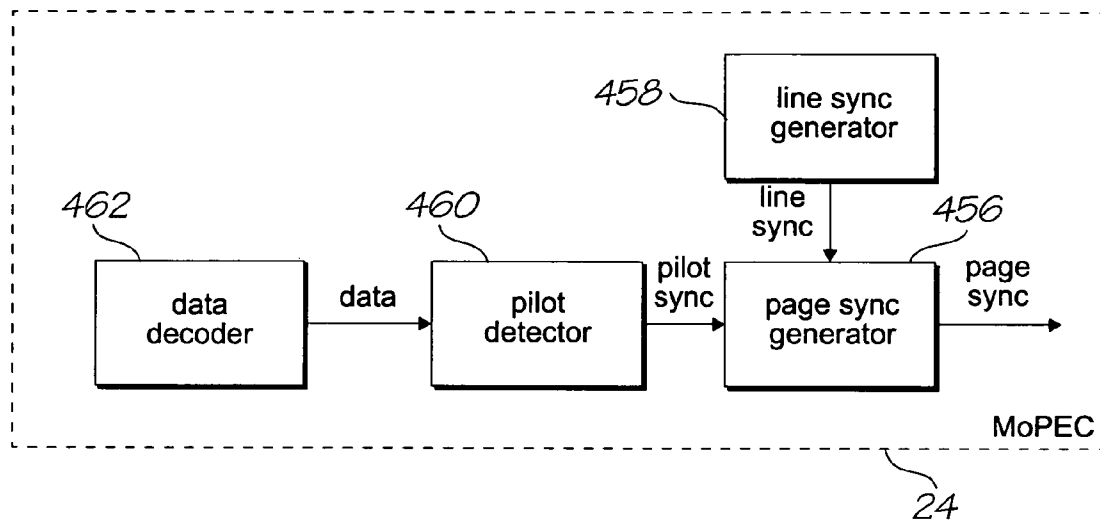 458
line sync
generator
line
sync
462
460
456
data
decoder
data
pilot
detector
pilot
sync
page sync
generator
page
sync
MoPEC
24